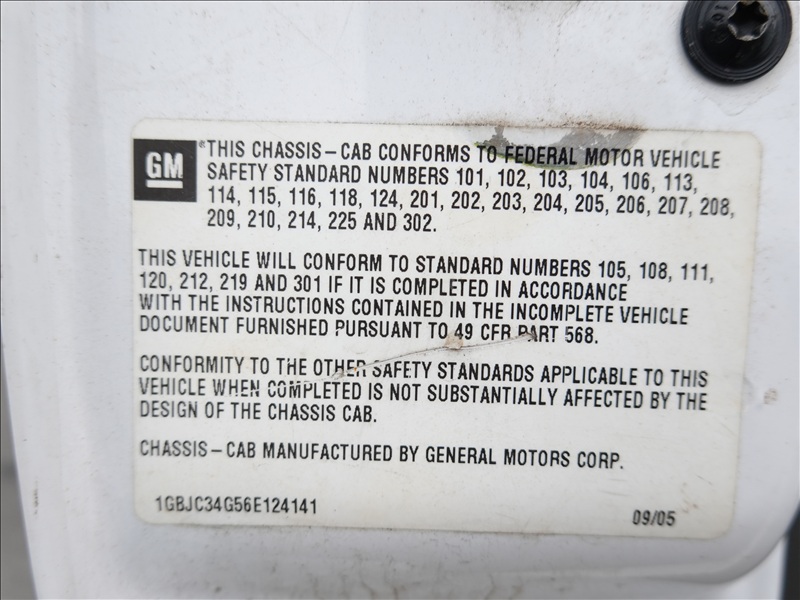 10
GM
*THIS CHASSIS-CAB CONFORMS TO FEDERAL MOTOR VEHICLE
SAFETY STANDARD NUMBERS 101, 102, 103, 104, 106, 113,
114, 115, 116, 118, 124, 201, 202, 203, 204, 205, 206, 207, 208,
209, 210, 214, 225 AND 302.
THIS VEHICLE WILL CONFORM TO STANDARD NUMBERS 105, 108, 111,
120, 212, 219 AND 301 IF IT IS COMPLETED IN ACCORDANCE
WITH THE INSTRUCTIONS CONTAINED IN THE INCOMPLETE VEHICLE
DOCUMENT FURNISHED PURSUANT TO 49 CFR PART 568.
CONFORMITY TO THE OTHER SAFETY STANDARDS APPLICABLE TO THIS
VEHICLE WHEN COMPLETED IS NOT SUBSTANTIALLY AFFECTED BY THE
DESIGN OF THE CHASSIS CAB.
CHASSIS-CAB MANUFACTURED BY GENERAL MOTORS CORP.
1GBJC34G56E124141
09/05